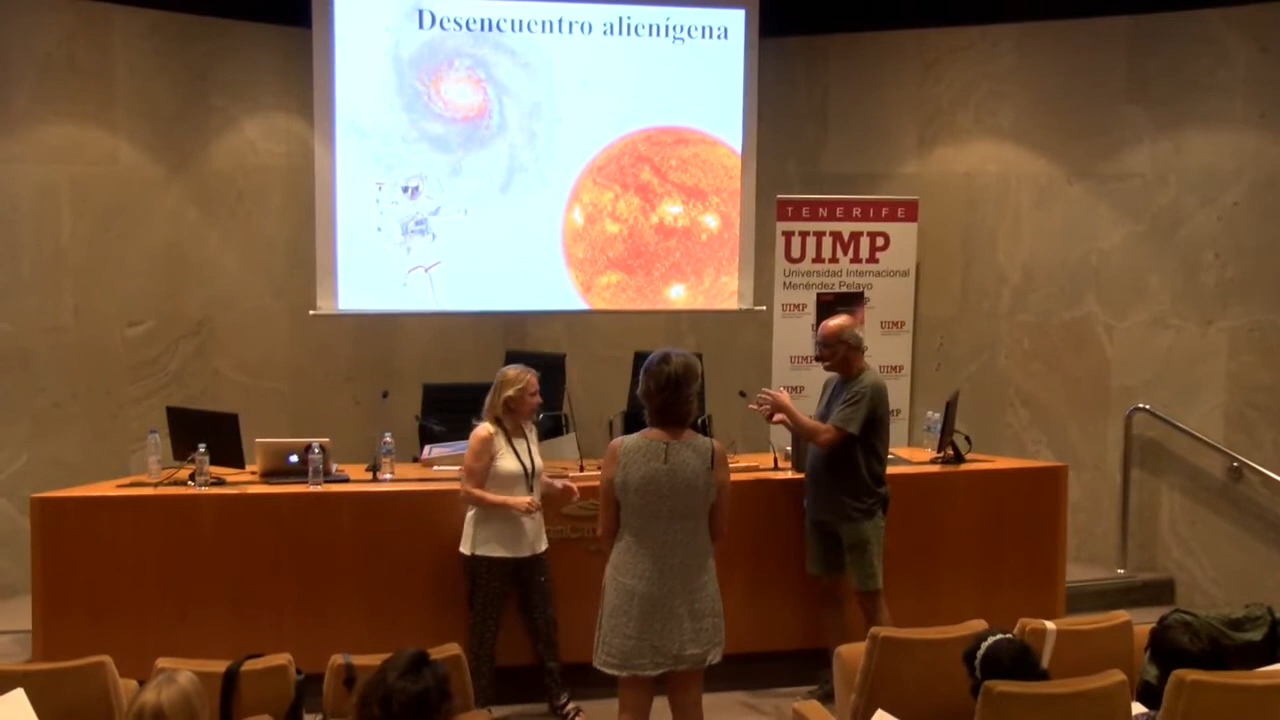 Desencuentro alienígena
TENERIFE
UIMP
Universidad Internacional
Menéndez Pelayo
UIMP
UIMP
UIMP
UIMP
UIMP